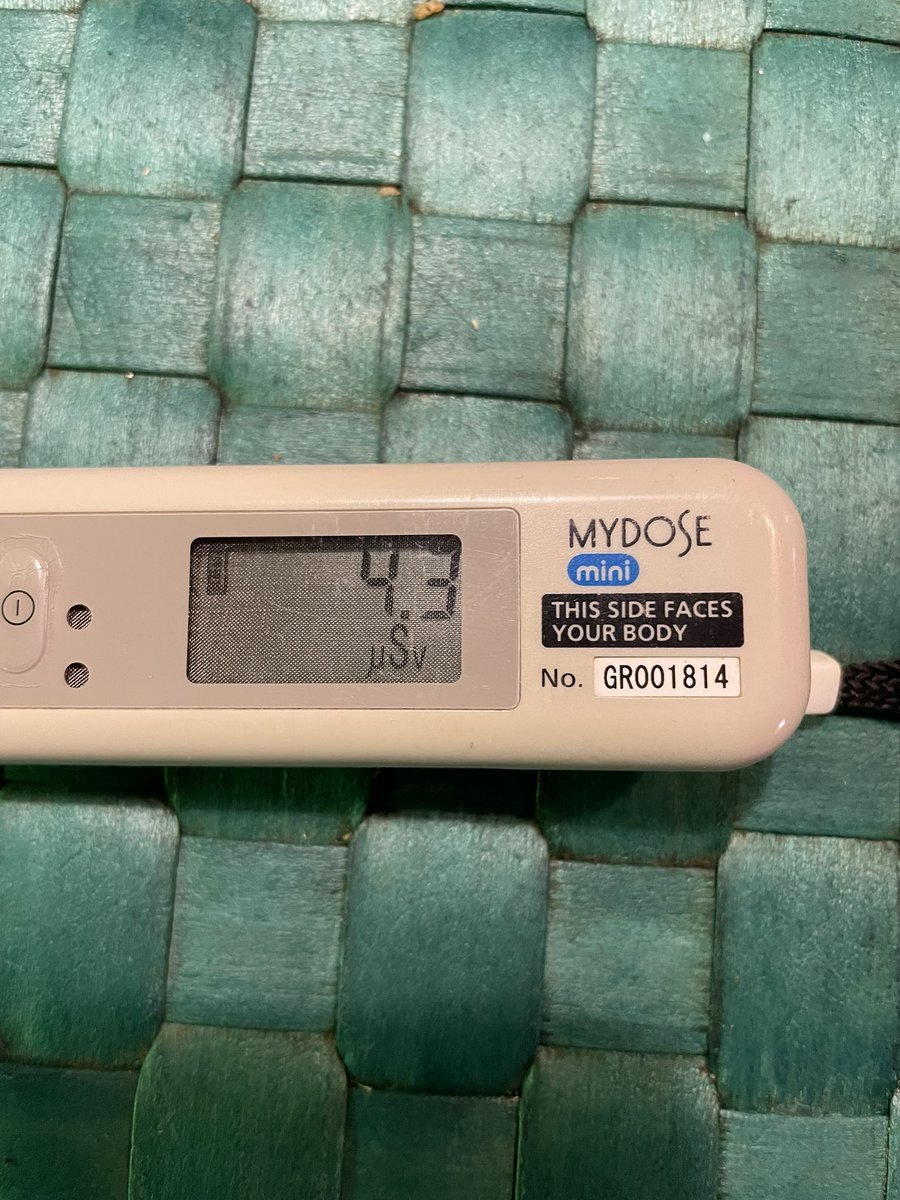 4.3
μSv
MYDOSE
mini
THIS SIDE FACES
YOUR BODY
No. GR001814